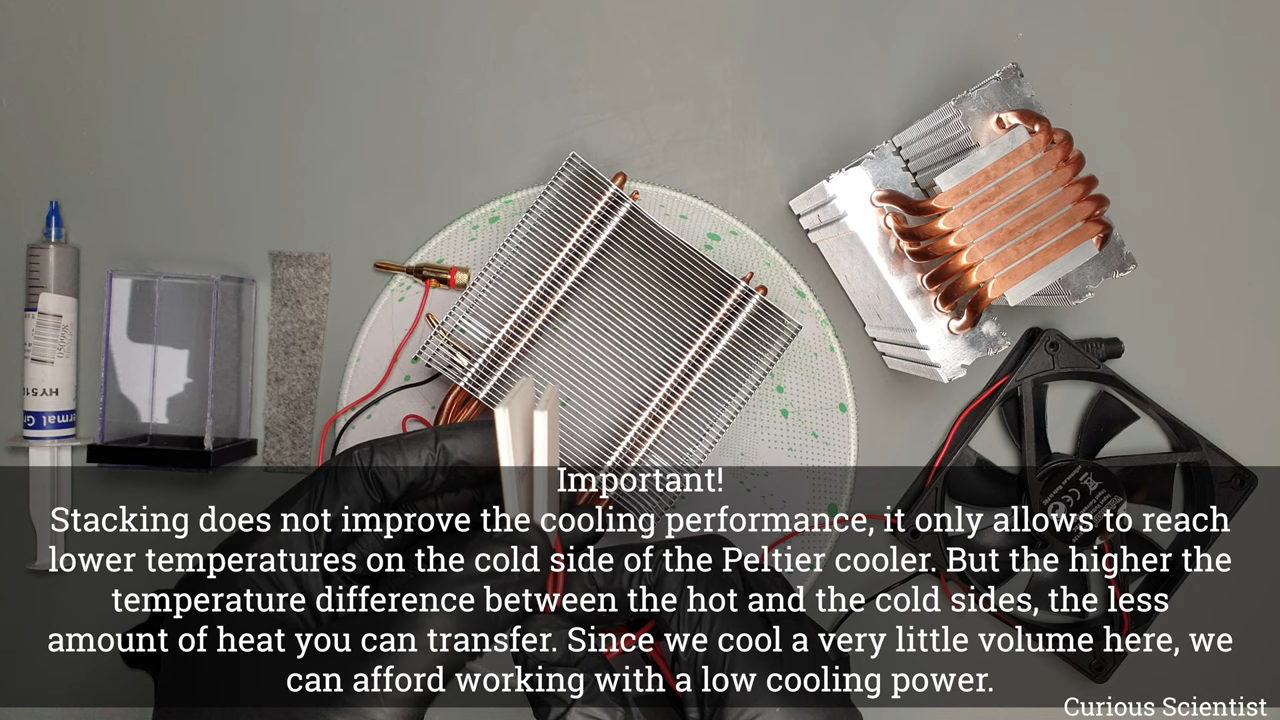 HY510
Important!
Stacking does not improve the cooling performance, it only allows to reach
lower temperatures on the cold side of the Peltier cooler. But the higher the
temperature difference between the hot and the cold sides, the less
amount of heat you can transfer. Since we cool a very little volume here, we
can afford working with a low cooling power.
Curious Scientist